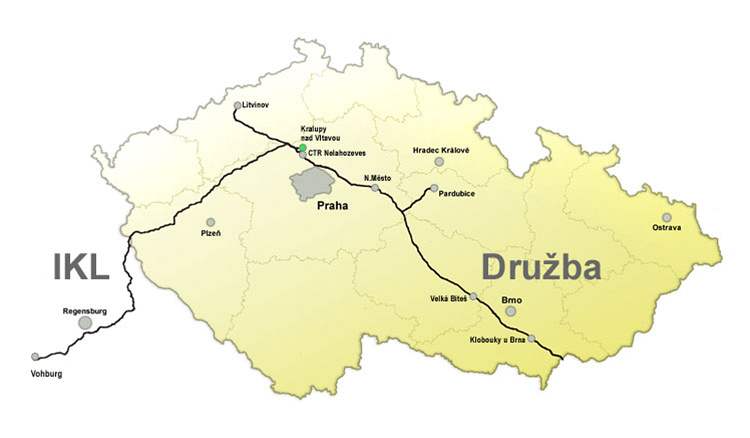 Litvínov
Kralupy
nad Vltavou
CTR Nelahozeves
Hradec Králové
N.Město
Pardubice
Praha
Plzeň
Ostrava
IKL
Družba
Regensburg
Velká Bíteš
Brno
Klobouky u Brna
Vohburg